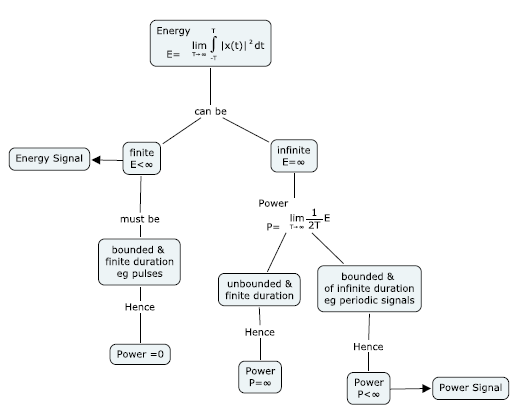 Energy
E= lim T→∞ ∫ T -T |x(t)|² dt
can be
finite
E<∞
Energy Signal
infinite
E=∞
must be
Power
P= lim T→∞ 1/2T E
bounded &
finite duration
eg pulses
unbounded &
finite duration
bounded &
of infinite duration
eg periodic signals
Hence
Hence
Hence
Power =0
Power
P=∞
Power
P<∞
Power Signal